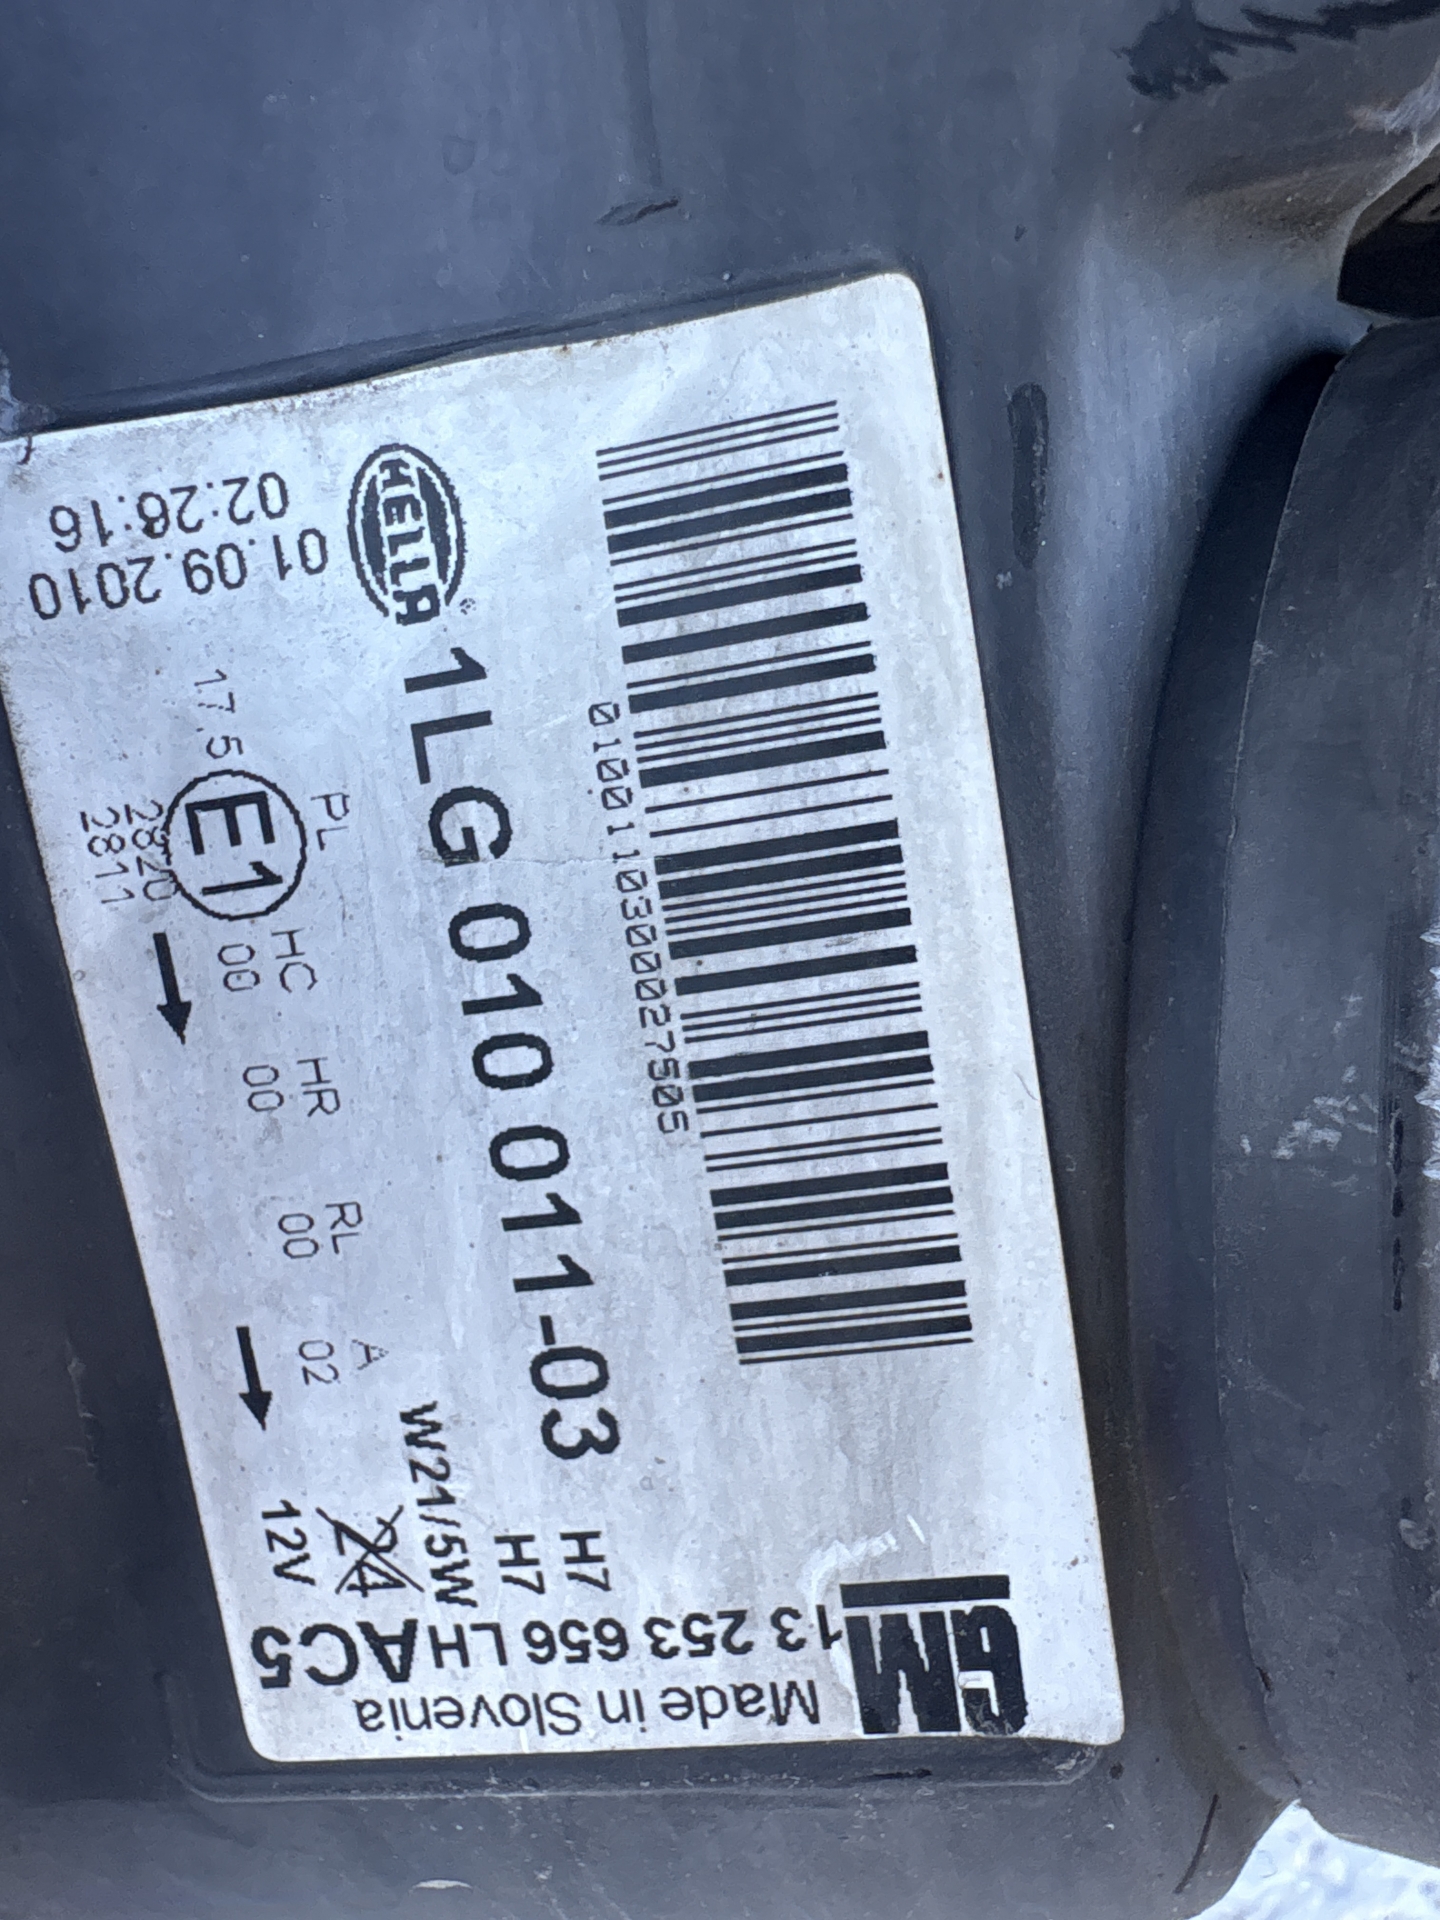 HELLA
1LG 010 011-03
0100110300027505
01.09.2010
02:26:16
17.5
E1
2820
2811
PL HC HR RL A
00 00 00 02
H7
H7
W21/5W
24
12V
GM
13 253 656 LH AC5
Made in Slovenia